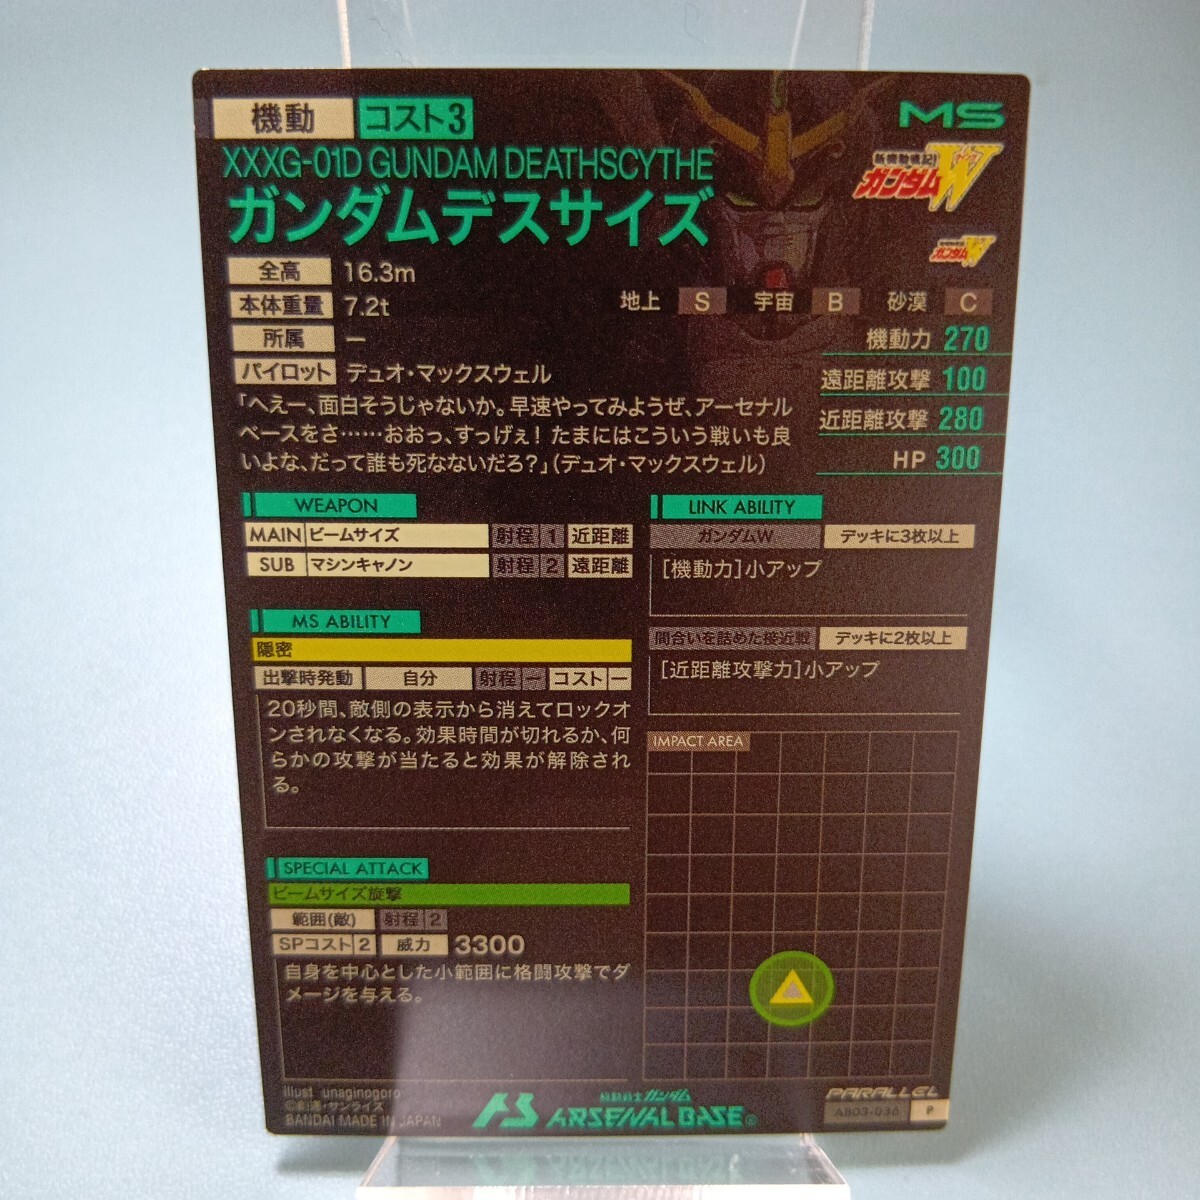 機動 コスト3
MS
XXXG-01D GUNDAM DEATHSCYTHE
ガンダムデスサイズ
新機動戦記
ガンダムW
ガンダムW
全高 16.3m
本体重量 7.2t
所属 ー
パイロット デュオ・マックスウェル
地上 S 宇宙 B 砂漠 C
機動力 270
遠距離攻撃 100
近距離攻撃 280
HP 300
「へえー、面白そうじゃないか。早速やってみようぜ、アーセナル
ベースをさ……おおっ、すっげぇ! たまにはこういう戦いも良
いよな、だって誰も死なないだろ?」(デュオ・マックスウェル)
WEAPON
MAIN ビームサイズ 射程 1 近距離
SUB マシンキャノン 射程 2 遠距離
MS ABILITY
隠密
出撃時発動 自分 射程 ー コスト ー
20秒間、敵側の表示から消えてロックオ
ンされなくなる。効果時間が切れるか、何
らかの攻撃が当たると効果が解除され
る。
SPECIAL ATTACK
ビームサイズ旋撃
範囲(敵) 射程 2
SPコスト 2 威力 3300
自身を中心とした小範囲に格闘攻撃でダ
メージを与える。
LINK ABILITY
ガンダムW デッキに3枚以上
[機動力]小アップ
間合いを詰めた接近戦 デッキに2枚以上
[近距離攻撃力]小アップ
IMPACT AREA
illust unaginogoro
©創通・サンライズ
BANDAI MADE IN JAPAN
機動戦士ガンダム
ARSENAL BASE®
PARALLEL
AB03-036 P